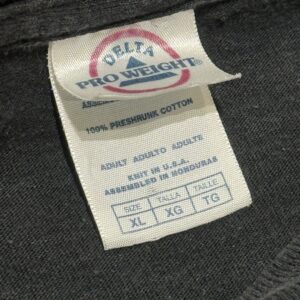 DELTA
PRO WEIGHT®
100% PRESHRUNK COTTON
ADULT ADULTO ADULTE
KNIT IN U.S.A.
ASSEMBLED IN HONDURAS
SIZE TALLA TAILLE
XL XG TG